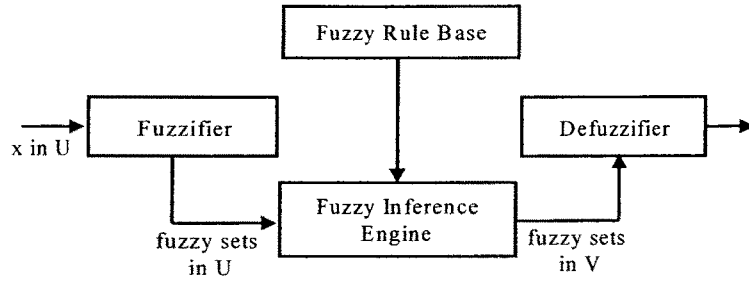 Fuzzy Rule Base
Fuzzifier
Defuzzifier
x in U
Fuzzy Inference
Engine
fuzzy sets
in U
fuzzy sets
in V